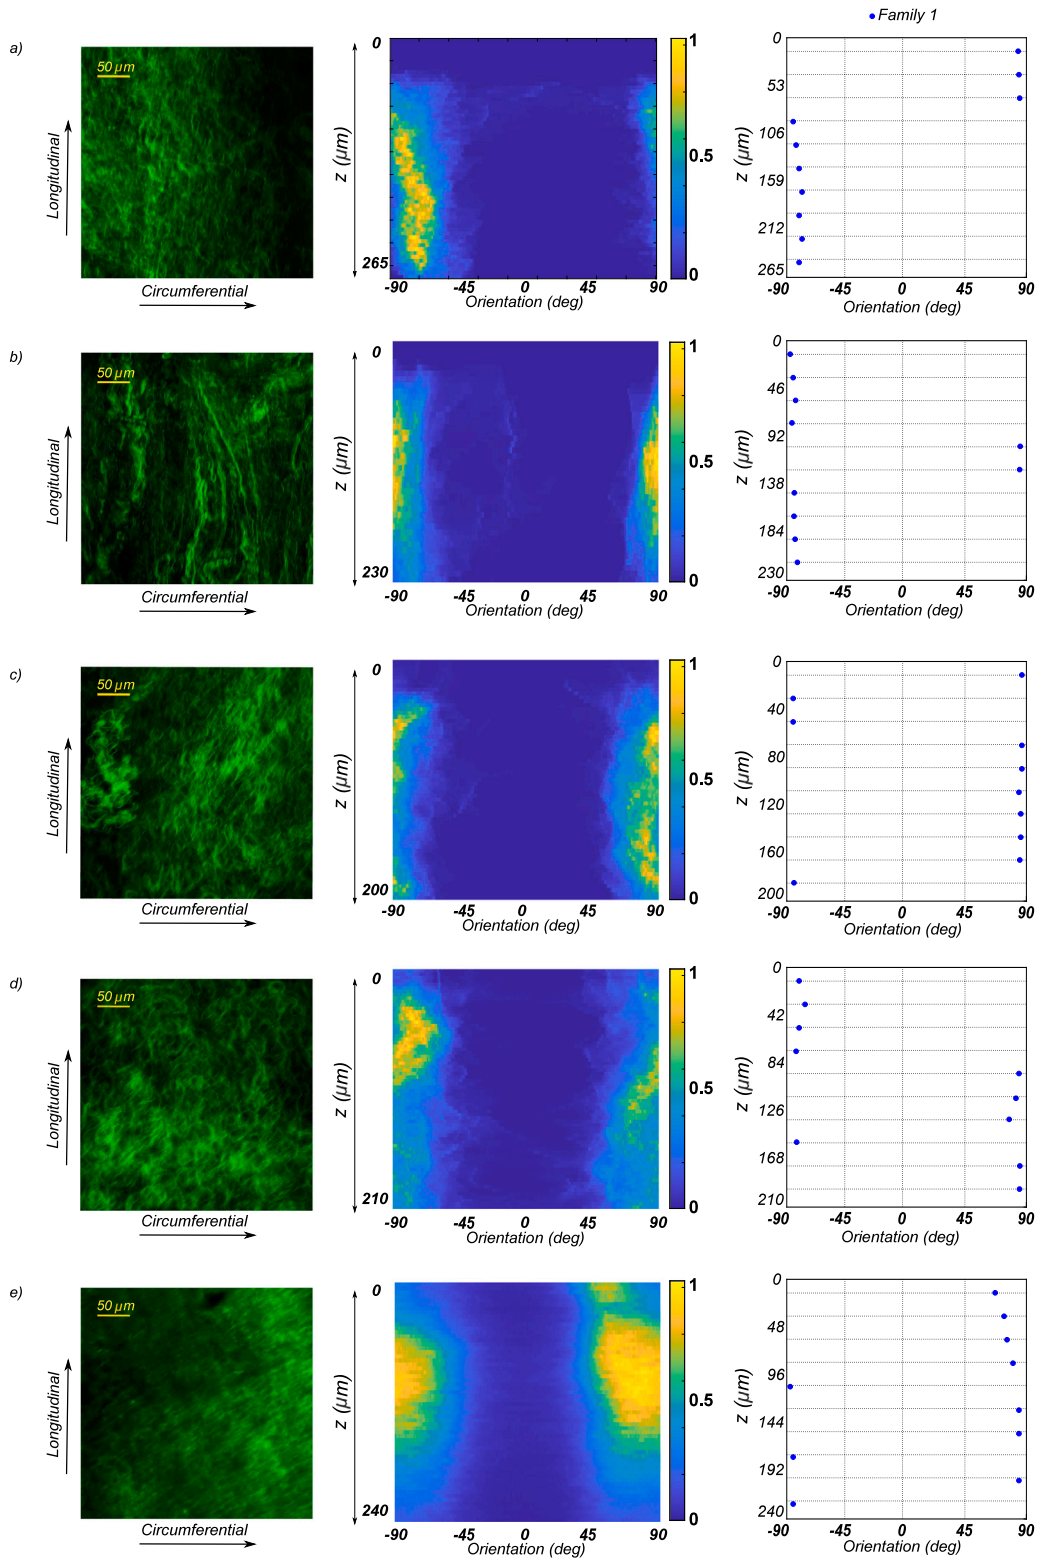 Family 1
a)
50 µm
Longitudinal
Circumferential
0
z (µm)
265
-90 -45 0 45 90
Orientation (deg)
1
0.5
0
0
53
106
159
212
265
z (µm)
-90 -45 0 45 90
Orientation (deg)
b)
50 µm
Longitudinal
Circumferential
0
z (µm)
230
-90 -45 0 45 90
Orientation (deg)
1
0.5
0
0
46
92
138
184
230
z (µm)
-90 -45 0 45 90
Orientation (deg)
c)
50 µm
Longitudinal
Circumferential
0
z (µm)
200
-90 -45 0 45 90
Orientation (deg)
1
0.5
0
0
40
80
120
160
200
z (µm)
-90 -45 0 45 90
Orientation (deg)
d)
50 µm
Longitudinal
Circumferential
0
z (µm)
210
-90 -45 0 45 90
Orientation (deg)
1
0.5
0
0
42
84
126
168
210
z (µm)
-90 -45 0 45 90
Orientation (deg)
e)
50 µm
Longitudinal
Circumferential
0
z (µm)
240
-90 -45 0 45 90
Orientation (deg)
1
0.5
0
0
48
96
144
192
240
z (µm)
-90 -45 0 45 90
Orientation (deg)